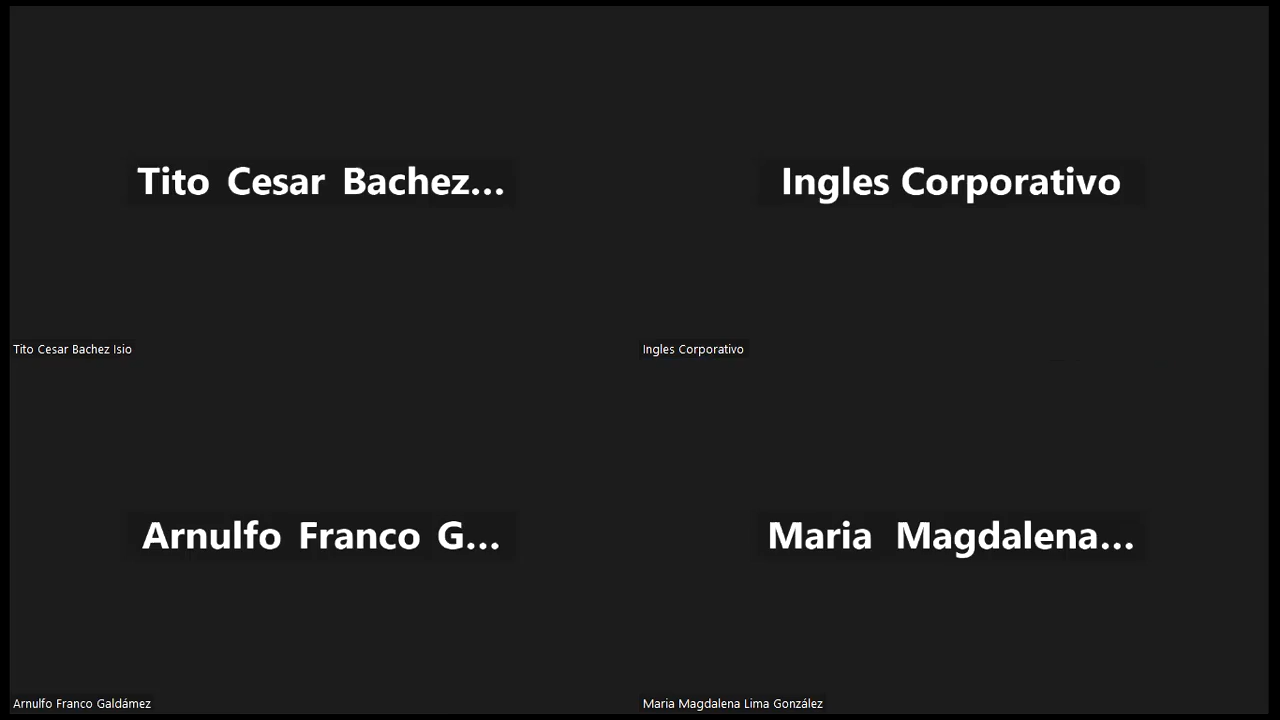 Tito Cesar Bachez...
Ingles Corporativo
Tito Cesar Bachez Isio
Ingles Corporativo
Arnulfo Franco G...
Maria Magdalena...
Arnulfo Franco Galdámez
Maria Magdalena Lima González